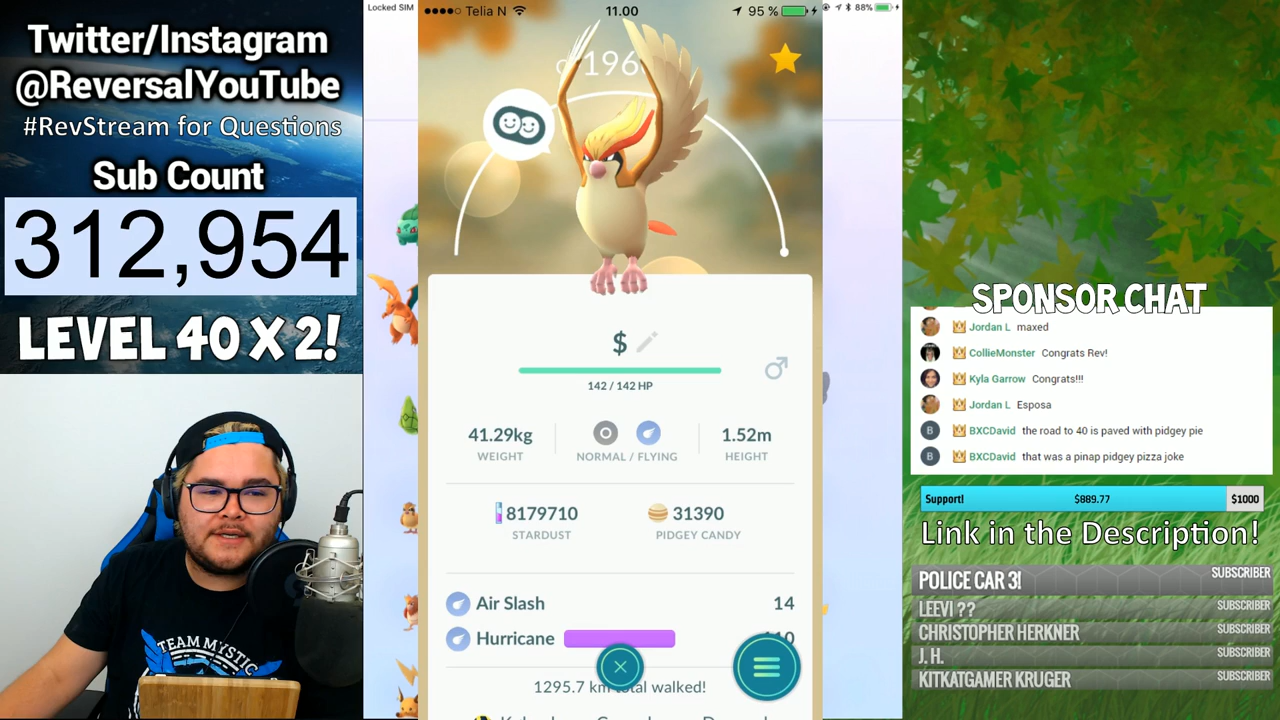 Twitter/Instagram
@ReversalYouTube
#RevStream for Questions
Sub Count
312,954
LEVEL 40 X 2!
TEAM MYSTIC
Locked SIM
Telia N
11.00
95 %
88%
196
$
142 / 142 HP
41.29kg
WEIGHT
NORMAL / FLYING
1.52m
HEIGHT
8179710
STARDUST
31390
PIDGEY CANDY
Air Slash 14
Hurricane
1295.7 km total walked!
SPONSOR CHAT
Jordan L maxed
CollieMonster Congrats Rev!
Kyla Garrow Congrats!!!
Jordan L Esposa
B BXCDavid the road to 40 is paved with pidgey pie
B BXCDavid that was a pinap pidgey pizza joke
Support! $889.77 $1000
Link in the Description!
POLICE CAR 3! SUBSCRIBER
LEEVI ?? SUBSCRIBER
CHRISTOPHER HERKNER SUBSCRIBER
J. H. SUBSCRIBER
KITKATGAMER KRUGER SUBSCRIBER